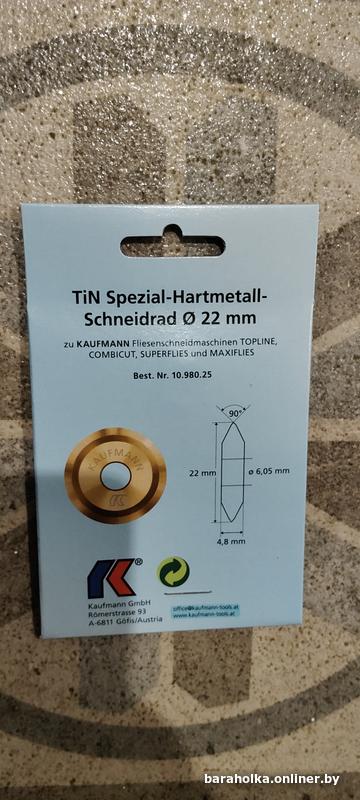 TiN Spezial-Hartmetall-
Schneidrad Ø 22 mm
zu KAUFMANN Fliesenschneidmaschinen TOPLINE,
COMBICUT, SUPERFLIES und MAXIFLIES
Best. Nr. 10.980.25
90°
KAUFMANN
22 mm
ø 6,05 mm
4,8 mm
®
Kaufmann GmbH
Römerstrasse 93
A-6811 Göfis/Austria
office@kaufmann-tools.at
www.kaufmann-tools.at
baraholka.onliner.by